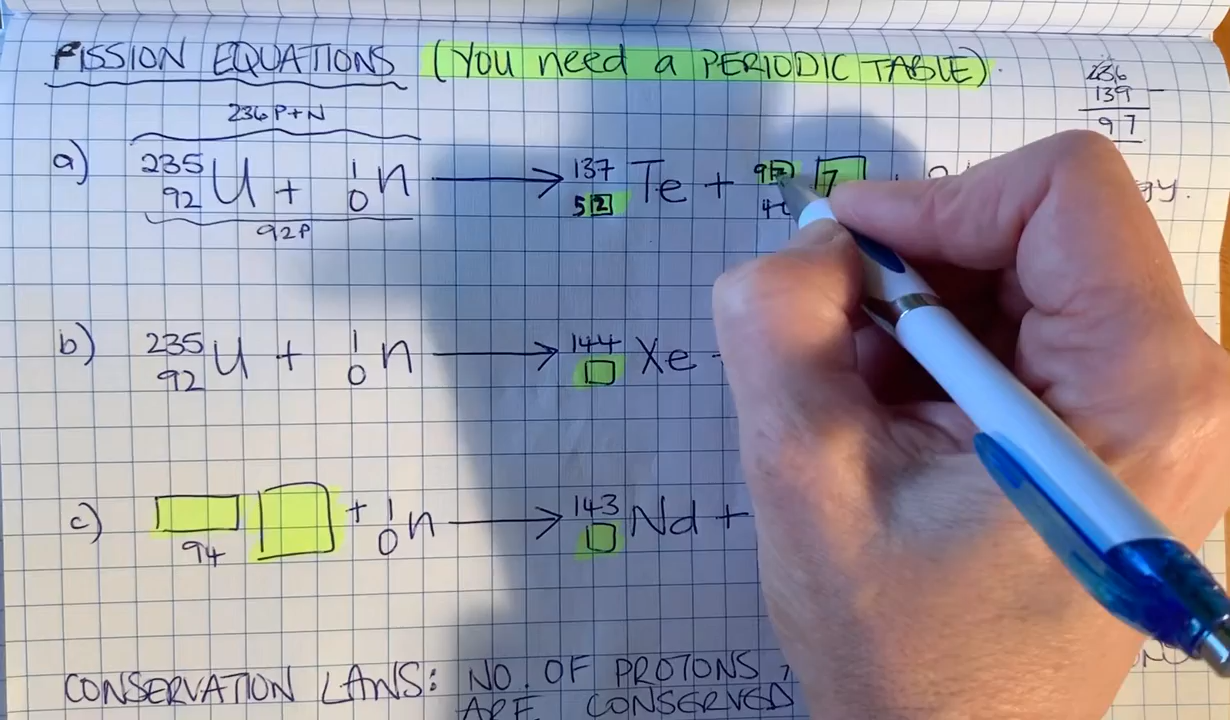 FISSION EQUATIONS (YOU need a PERIODIC TABLE).
236
139 -
97
236 P+N
a) 235 92 U + 1 0 n → 137 52 Te + 97
92P
b) 235 92 U + 1 0 n → 144 Xe
c) 94 + 1 0 n → 143 Nd +
CONSERVATION LAWS: NO. OF PROTONS,
ARE CONSERVED